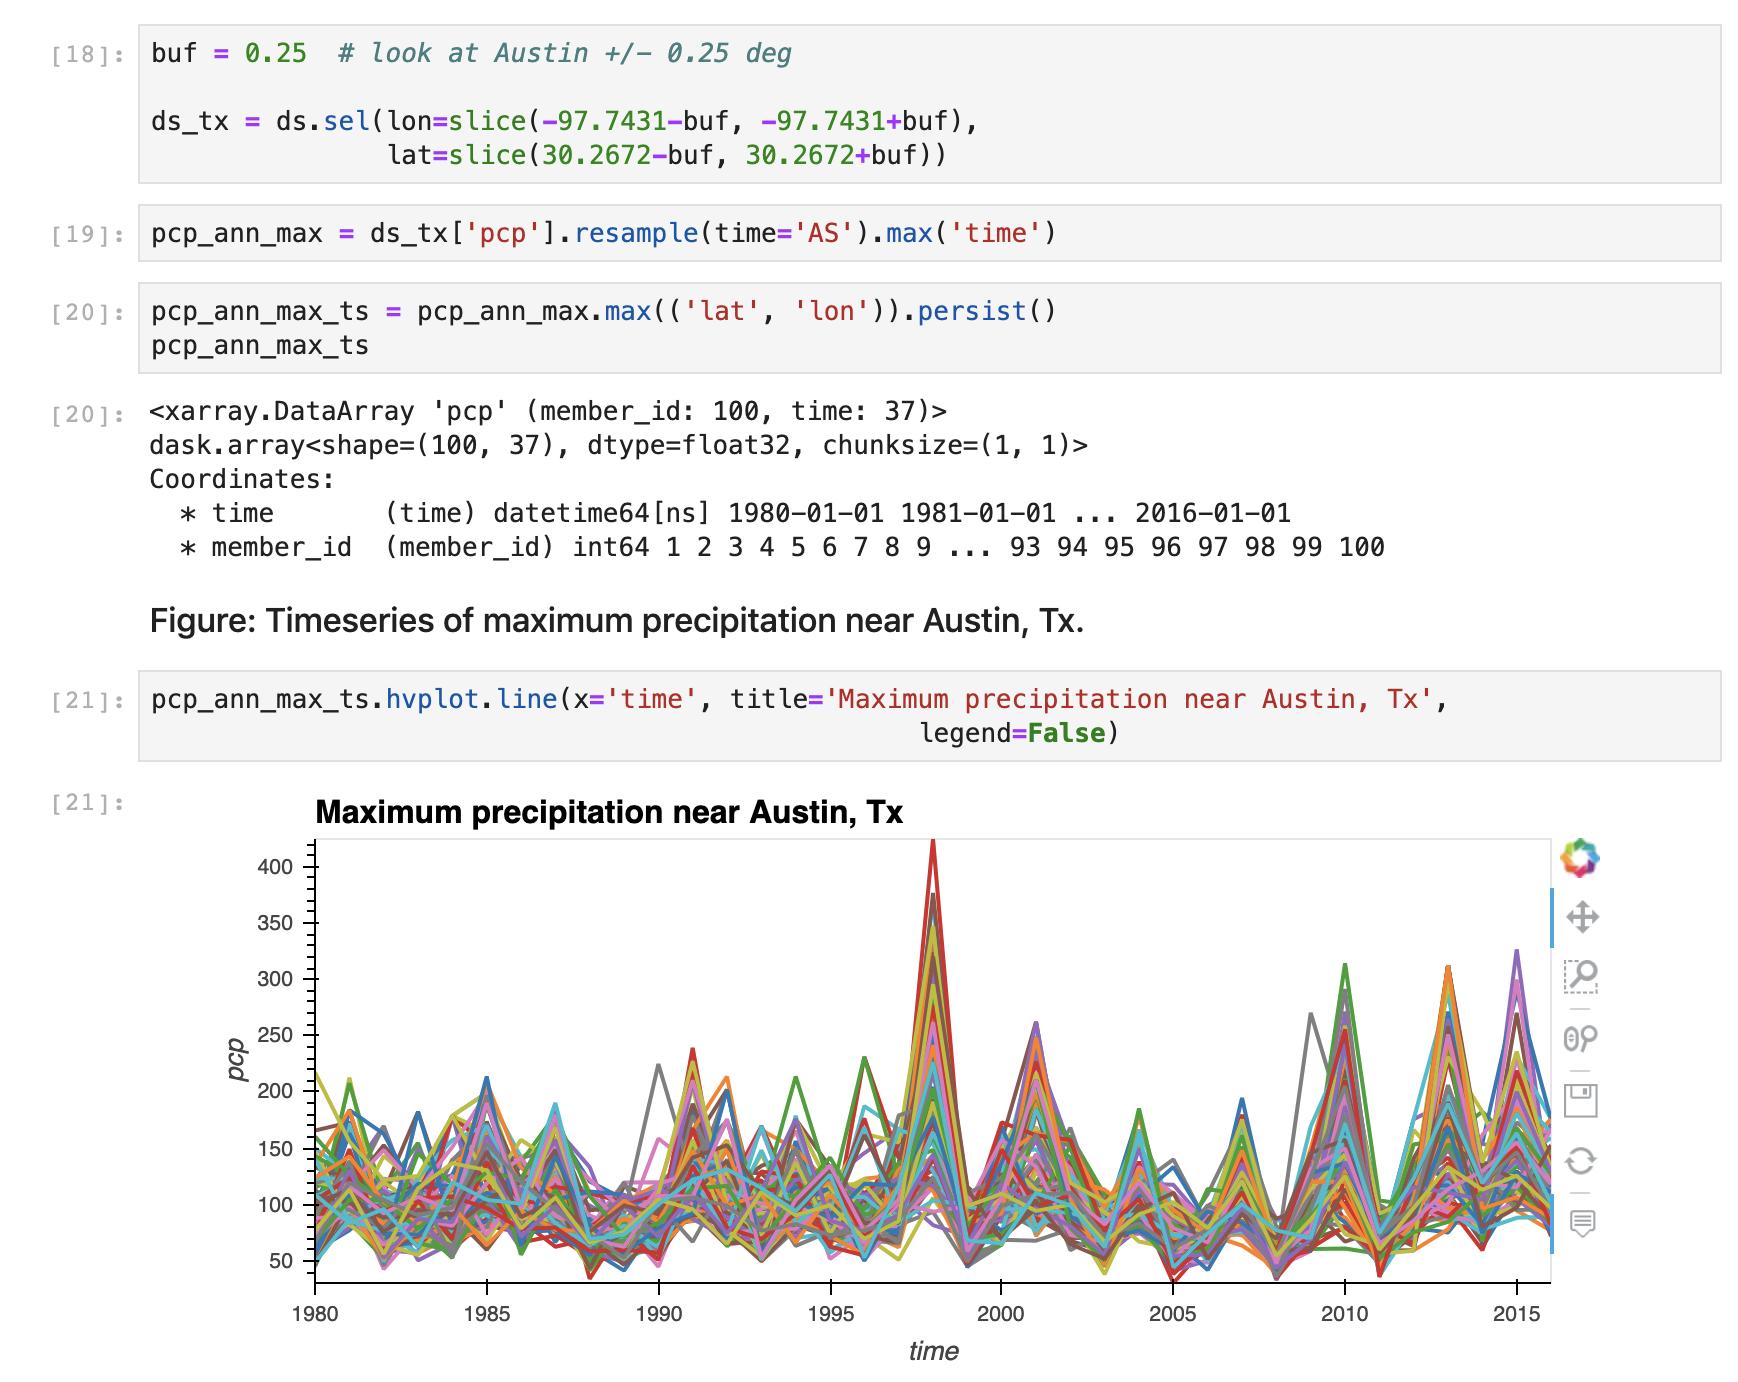 [18]:
buf = 0.25  # look at Austin +/- 0.25 deg
ds_tx = ds.sel(lon=slice(-97.7431-buf, -97.7431+buf),
lat=slice(30.2672-buf, 30.2672+buf))
[19]:
pcp_ann_max = ds_tx['pcp'].resample(time='AS').max('time')
[20]:
pcp_ann_max_ts = pcp_ann_max.max(('lat', 'lon')).persist()
pcp_ann_max_ts
[20]:
<xarray.DataArray 'pcp' (member_id: 100, time: 37)>
dask.array<shape=(100, 37), dtype=float32, chunksize=(1, 1)>
Coordinates:
* time       (time) datetime64[ns] 1980-01-01 1981-01-01 ... 2016-01-01
* member_id  (member_id) int64 1 2 3 4 5 6 7 8 9 ... 93 94 95 96 97 98 99 100
Figure: Timeseries of maximum precipitation near Austin, Tx.
[21]:
pcp_ann_max_ts.hvplot.line(x='time', title='Maximum precipitation near Austin, Tx',
legend=False)
[21]:
Maximum precipitation near Austin, Tx
400
350
300
250
200
150
100
50
pcp
1980 1985 1990 1995 2000 2005 2010 2015
time